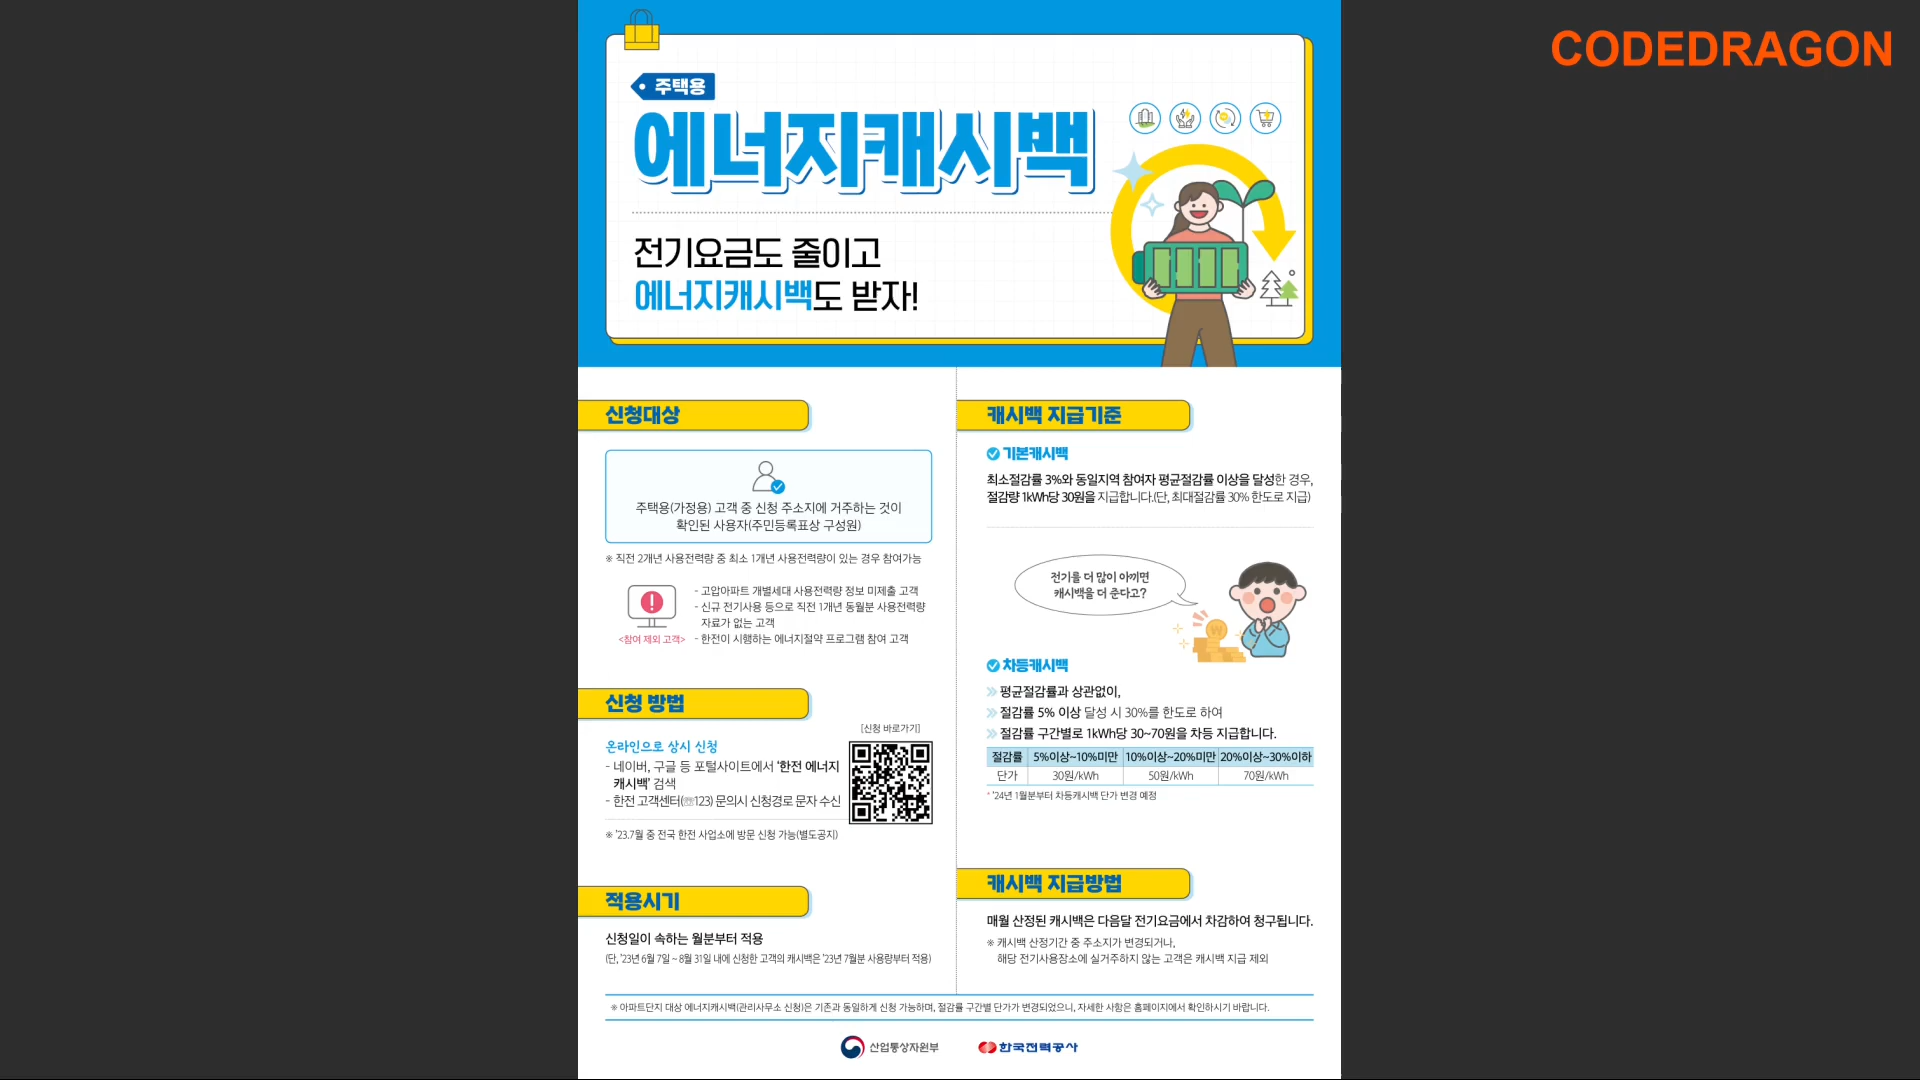 CODEDRAGON
주택용
에너지캐시백
전기요금도 줄이고
에너지캐시백도 받자!
신청대상
주택용(가정용) 고객 중 신청 주소지에 거주하는 것이
확인된 사용자(주민등록표상 구성원)
※ 직전 2개년 사용전력량 중 최소 1개년 사용전력량이 있는 경우 참여가능
<참여 제외 고객>
- 고압아파트 개별세대 사용전력량 정보 미제출 고객
- 신규 전기사용 등으로 직전 1개년 동월분 사용전력량
자료가 없는 고객
- 한전이 시행하는 에너지절약 프로그램 참여 고객
신청 방법
[신청 바로가기]
온라인으로 상시 신청
- 네이버, 구글 등 포털사이트에서 '한전 에너지
캐시백' 검색
- 한전 고객센터(☏123) 문의시 신청경로 문자 수신
※ '23.7월 중 전국 한전 사업소에 방문 신청 가능(별도공지)
적용시기
신청일이 속하는 월분부터 적용
(단, '23년 6월 7일 ~ 8월 31일 내에 신청한 고객의 캐시백은 '23년 7월분 사용량부터 적용)
캐시백 지급기준
기본캐시백
최소절감률 3%와 동일지역 참여자 평균절감률 이상을 달성한 경우,
절감량 1kWh당 30원을 지급합니다.(단, 최대절감률 30% 한도로 지급)
전기를 더 많이 아끼면
캐시백을 더 준다고?
차등캐시백
평균절감률과 상관없이,
절감률 5% 이상 달성 시 30%를 한도로 하여
절감률 구간별로 1kWh당 30~70원을 차등 지급합니다.
절감률 5%이상~10%미만 10%이상~20%미만 20%이상~30%이하
단가 30원/kWh 50원/kWh 70원/kWh
* '24년 1월분부터 차등캐시백 단가 변경 예정
캐시백 지급방법
매월 산정된 캐시백은 다음달 전기요금에서 차감하여 청구됩니다.
※ 캐시백 산정기간 중 주소지가 변경되거나,
해당 전기사용장소에 실거주하지 않는 고객은 캐시백 지급 제외
※ 아파트단지 대상 에너지캐시백(관리사무소 신청)은 기존과 동일하게 신청 가능하며, 절감률 구간별 단가가 변경되었으니, 자세한 사항은 홈페이지에서 확인하시기 바랍니다.
산업통상자원부
한국전력공사